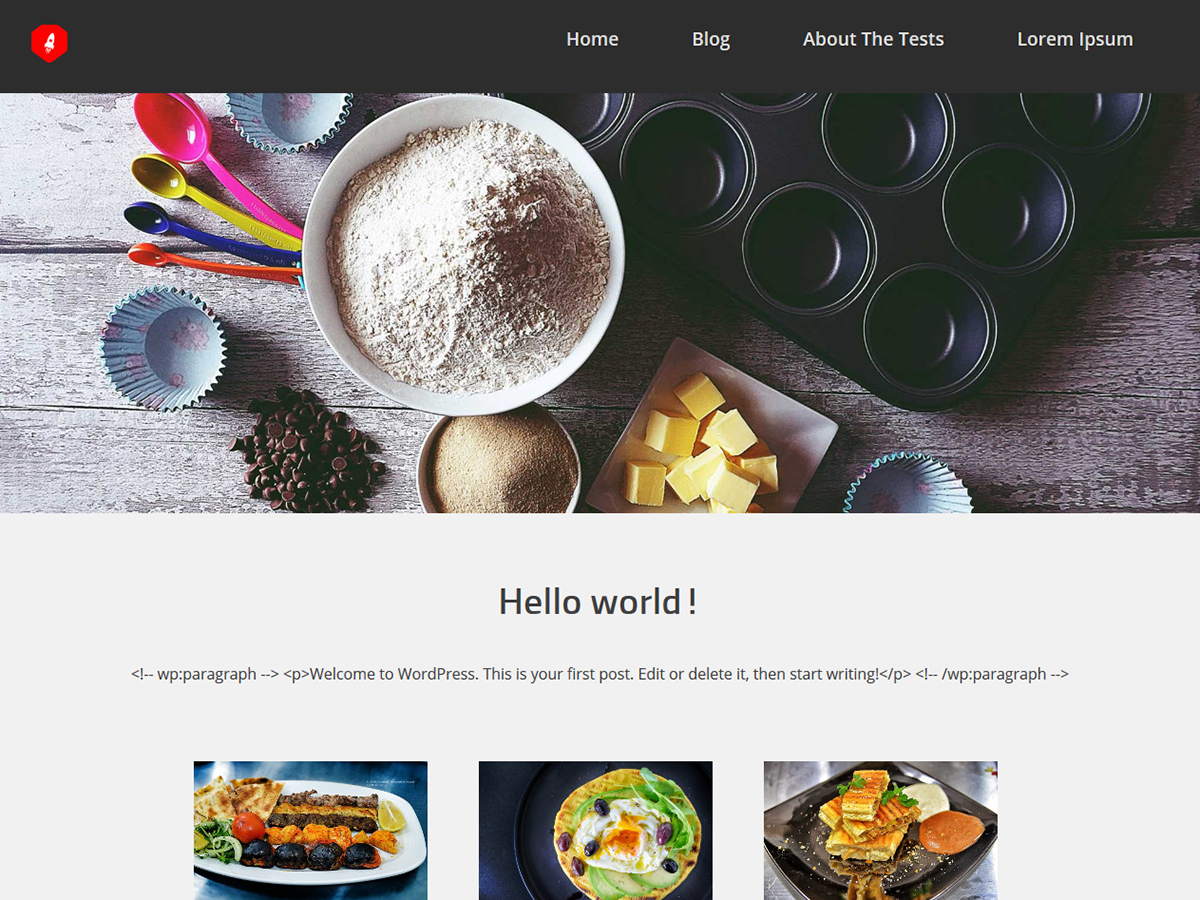 Home
Blog
About The Tests
Lorem Ipsum
Hello world!
<!-- wp:paragraph --> <p>Welcome to WordPress. This is your first post. Edit or delete it, then start writing!</p> <!-- /wp:paragraph -->